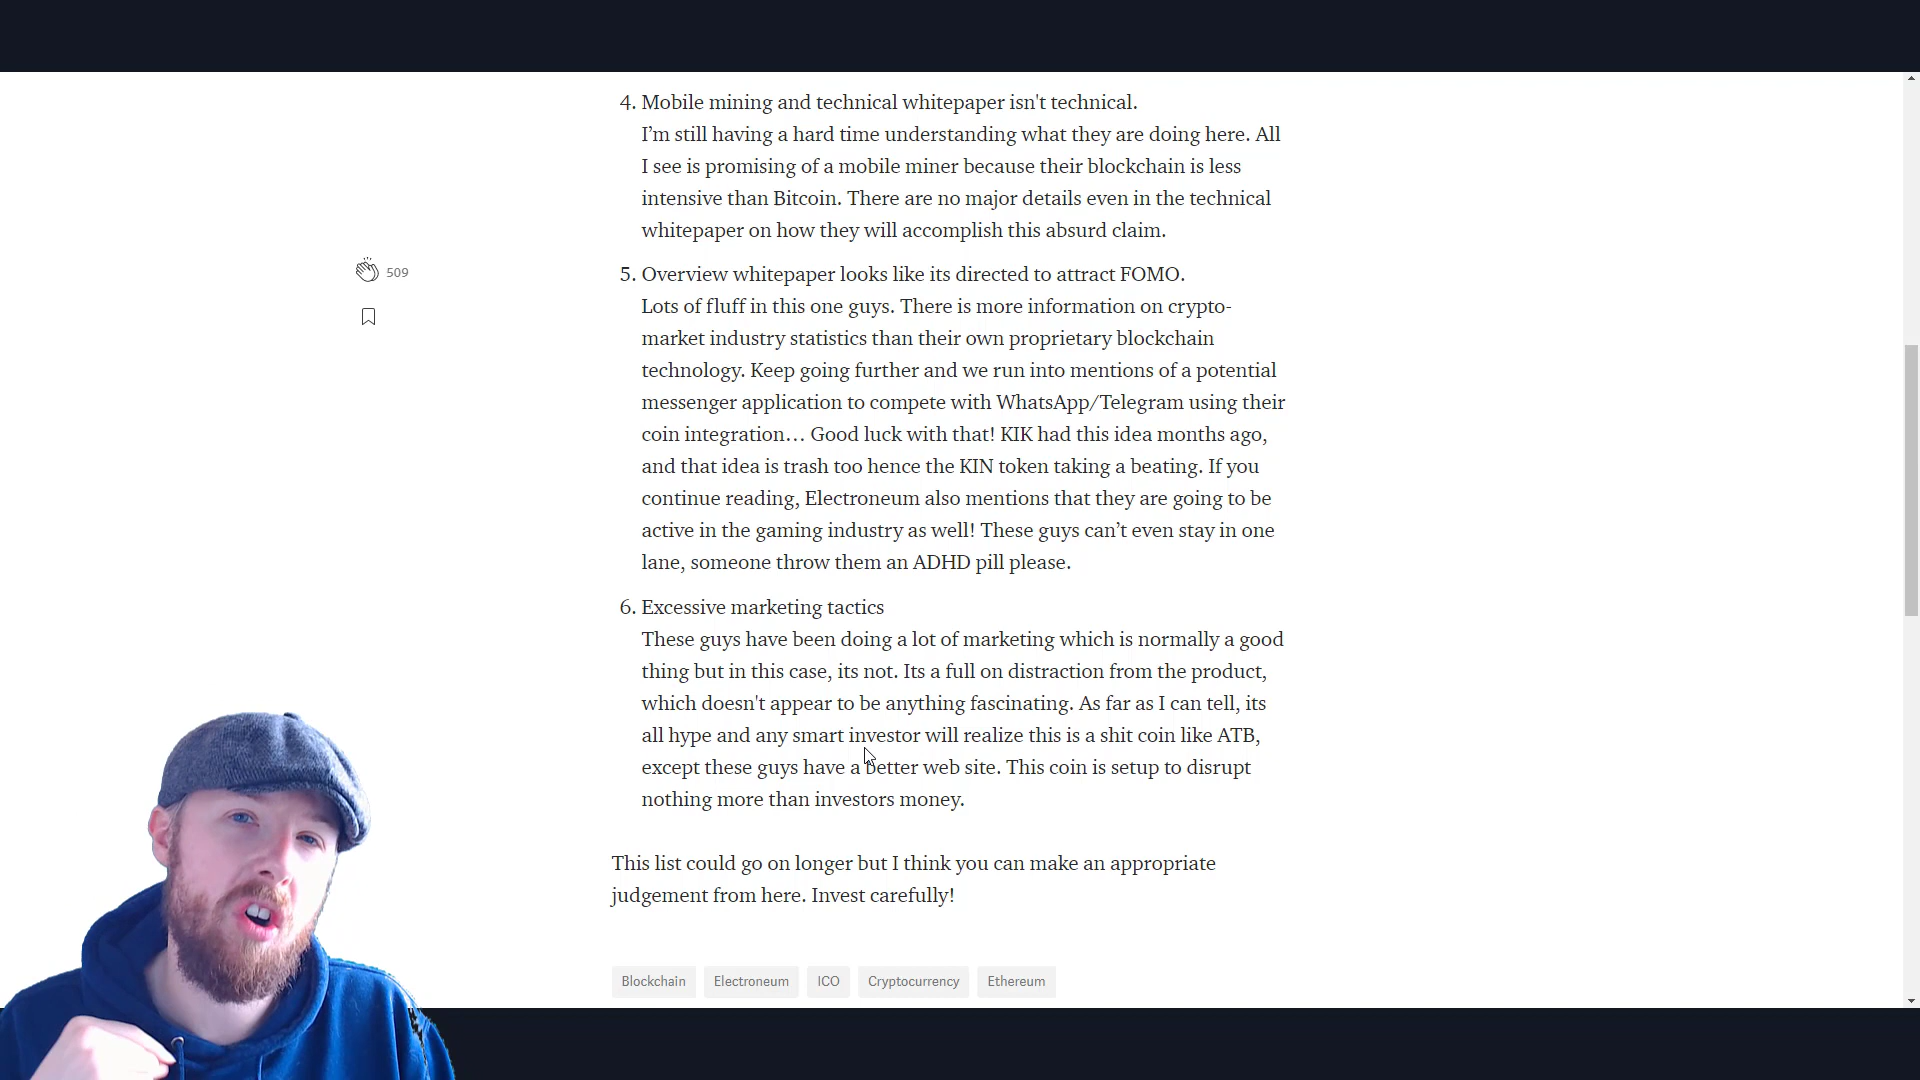 4. Mobile mining and technical whitepaper isn't technical.
I’m still having a hard time understanding what they are doing here. All
I see is promising of a mobile miner because their blockchain is less
intensive than Bitcoin. There are no major details even in the technical
whitepaper on how they will accomplish this absurd claim.
509
5. Overview whitepaper looks like its directed to attract FOMO.
Lots of fluff in this one guys. There is more information on crypto-
market industry statistics than their own proprietary blockchain
technology. Keep going further and we run into mentions of a potential
messenger application to compete with WhatsApp/Telegram using their
coin integration… Good luck with that! KIK had this idea months ago,
and that idea is trash too hence the KIN token taking a beating. If you
continue reading, Electroneum also mentions that they are going to be
active in the gaming industry as well! These guys can’t even stay in one
lane, someone throw them an ADHD pill please.
6. Excessive marketing tactics
These guys have been doing a lot of marketing which is normally a good
thing but in this case, its not. Its a full on distraction from the product,
which doesn't appear to be anything fascinating. As far as I can tell, its
all hype and any smart investor will realize this is a shit coin like ATB,
except these guys have a better web site. This coin is setup to disrupt
nothing more than investors money.
This list could go on longer but I think you can make an appropriate
judgement from here. Invest carefully!
Blockchain Electroneum ICO Cryptocurrency Ethereum